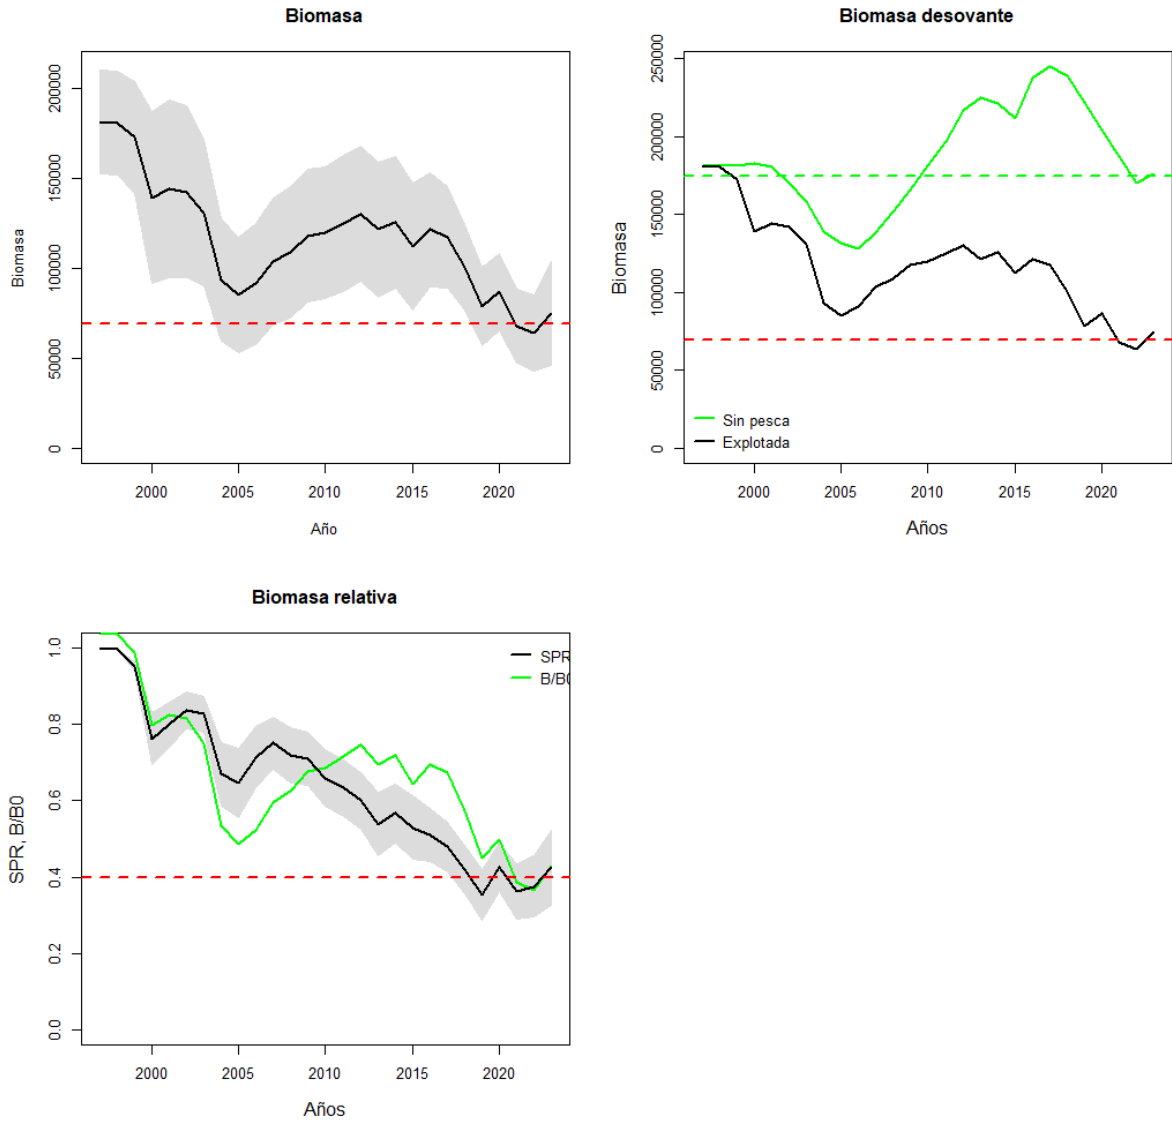 Biomasa
Biomasa
200000
150000
100000
50000
0
2000 2005 2010 2015 2020
Año
Biomasa desovante
Biomasa
250000
200000
150000
100000
50000
0
Sin pesca
Explotada
2000 2005 2010 2015 2020
Años
Biomasa relativa
SPR, B/B0
1.0
0.8
0.6
0.4
0.2
0.0
SPR
B/B0
2000 2005 2010 2015 2020
Años